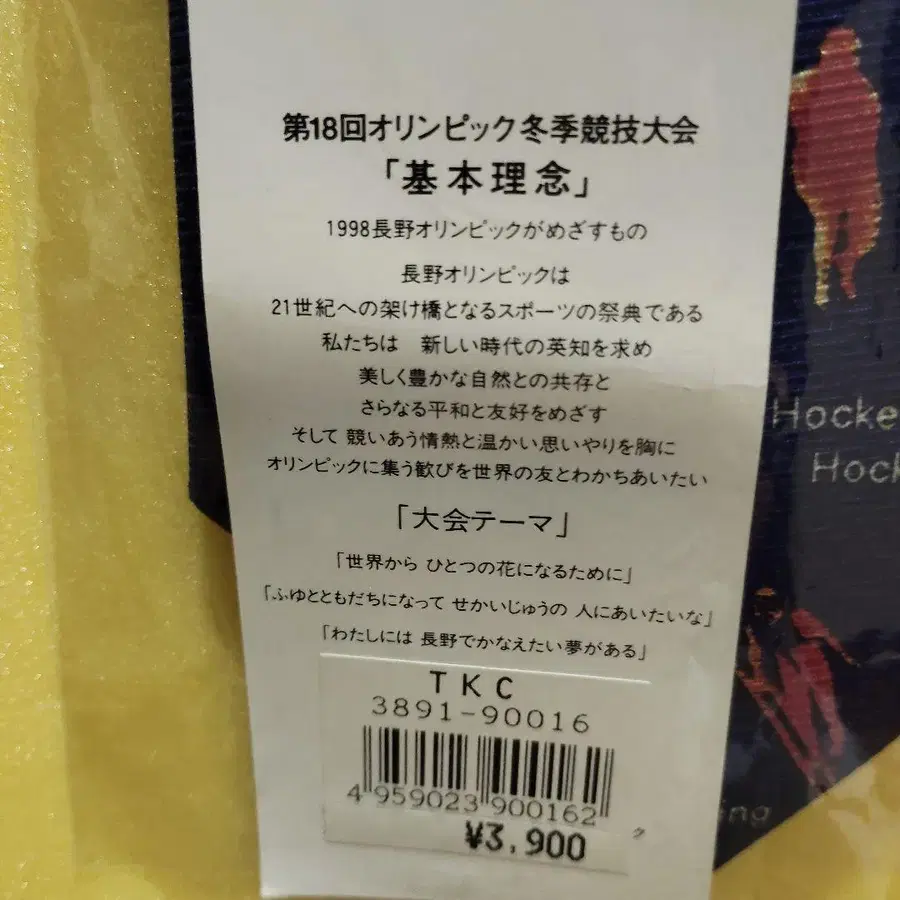 第18回オリンピック冬季競技大会
「基本理念」
1998長野オリンピックがめざすもの
長野オリンピックは
21世紀への架け橋となるスポーツの祭典である
私たちは 新しい時代の英知を求め
美しく豊かな自然との共存と
さらなる平和と友好をめざす
そして 競いあう情熱と温かい思いやりを胸に
オリンピックに集う歓びを世界の友とわかちあいたい
「大会テーマ」
「世界から ひとつの花になるために」
「ふゆとともだちになって せかいじゅうの 人にあいたいな」
「わたしには 長野でかなえたい夢がある」
TKC
3891-90016
4 959023 900162
¥3,900
ク
Hocke
Hock
ing